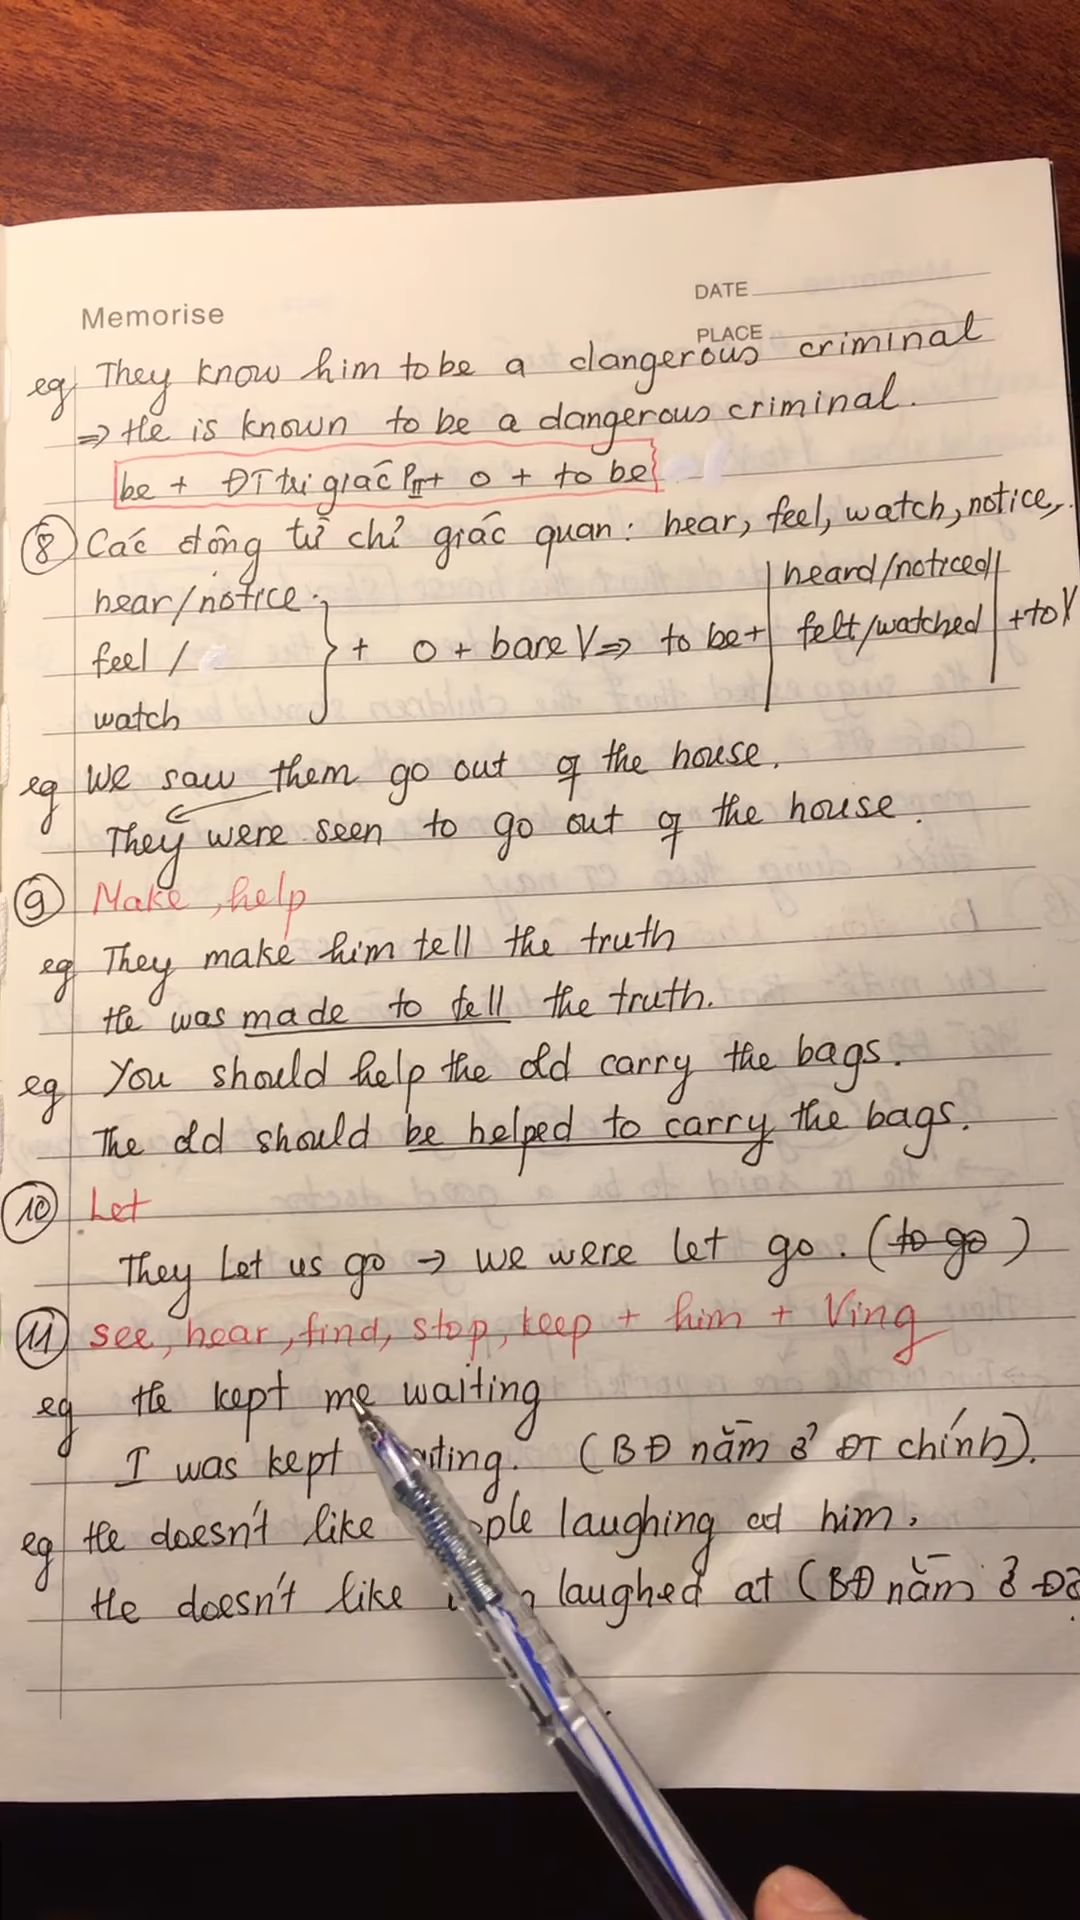 Memorise
DATE
PLACE
eg They know him to be a dangerous criminal
⇒ He is known to be a dangerous criminal.
be + ĐT tri giác PII + O + to be
⑧ Các động từ chỉ giác quan: hear, feel, watch, notice,..
hear/notice. heard/noticed
feel / + O + bare V ⇒ to be + felt/watched + to V
watch
eg We saw them go out of the house.
They were seen to go out of the house.
⑨ Make, help
eg They make him tell the truth
He was made to tell the truth.
eg You should help the old carry the bags.
The old should be helped to carry the bags.
⑩ Let
They let us go → we were let go. (to go)
⑪ see, hear, find, stop, keep + him + Ving
eg He kept me waiting
I was kept iting. (BĐ nằm ở ĐT chính).
eg He doesn't like ople laughing at him.
He doesn't like laughed at (BĐ nằm ở